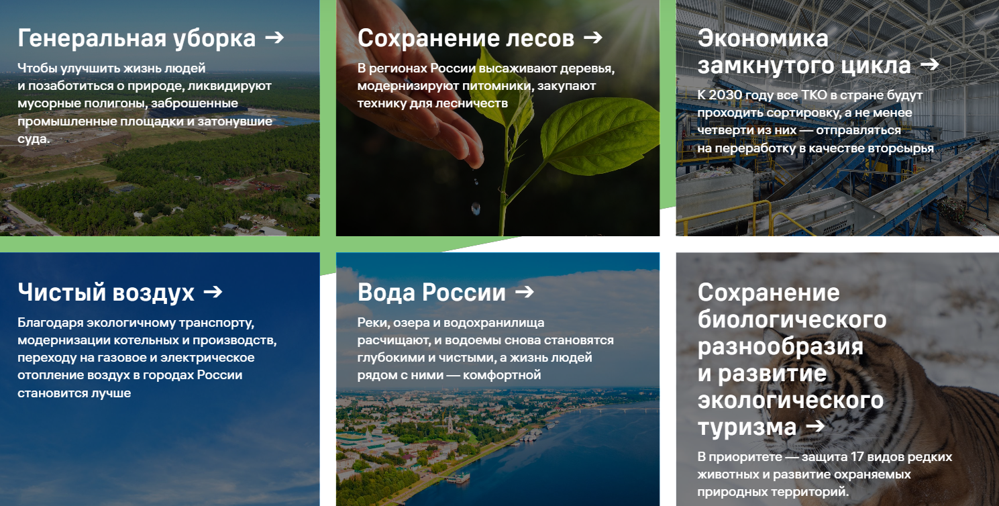 Генеральная уборка →
Чтобы улучшить жизнь людей
и позаботиться о природе, ликвидируют
мусорные полигоны, заброшенные
промышленные площадки и затонувшие
суда.
Сохранение лесов →
В регионах России высаживают деревья,
модернизируют питомники, закупают
технику для лесничеств
Экономика
замкнутого цикла →
К 2030 году все ТКО в стране будут
проходить сортировку, а не менее
четверти из них — отправляться
на переработку в качестве вторсырья
Чистый воздух →
Благодаря экологичному транспорту,
модернизации котельных и производств,
переходу на газовое и электрическое
отопление воздух в городах России
становится лучше
Вода России →
Реки, озера и водохранилища
расчищают, и водоемы снова становятся
глубокими и чистыми, а жизнь людей
рядом с ними — комфортной
Сохранение
биологического
разнообразия
и развитие
экологического
туризма →
В приоритете — защита 17 видов редких
животных и развитие охраняемых
природных территорий.